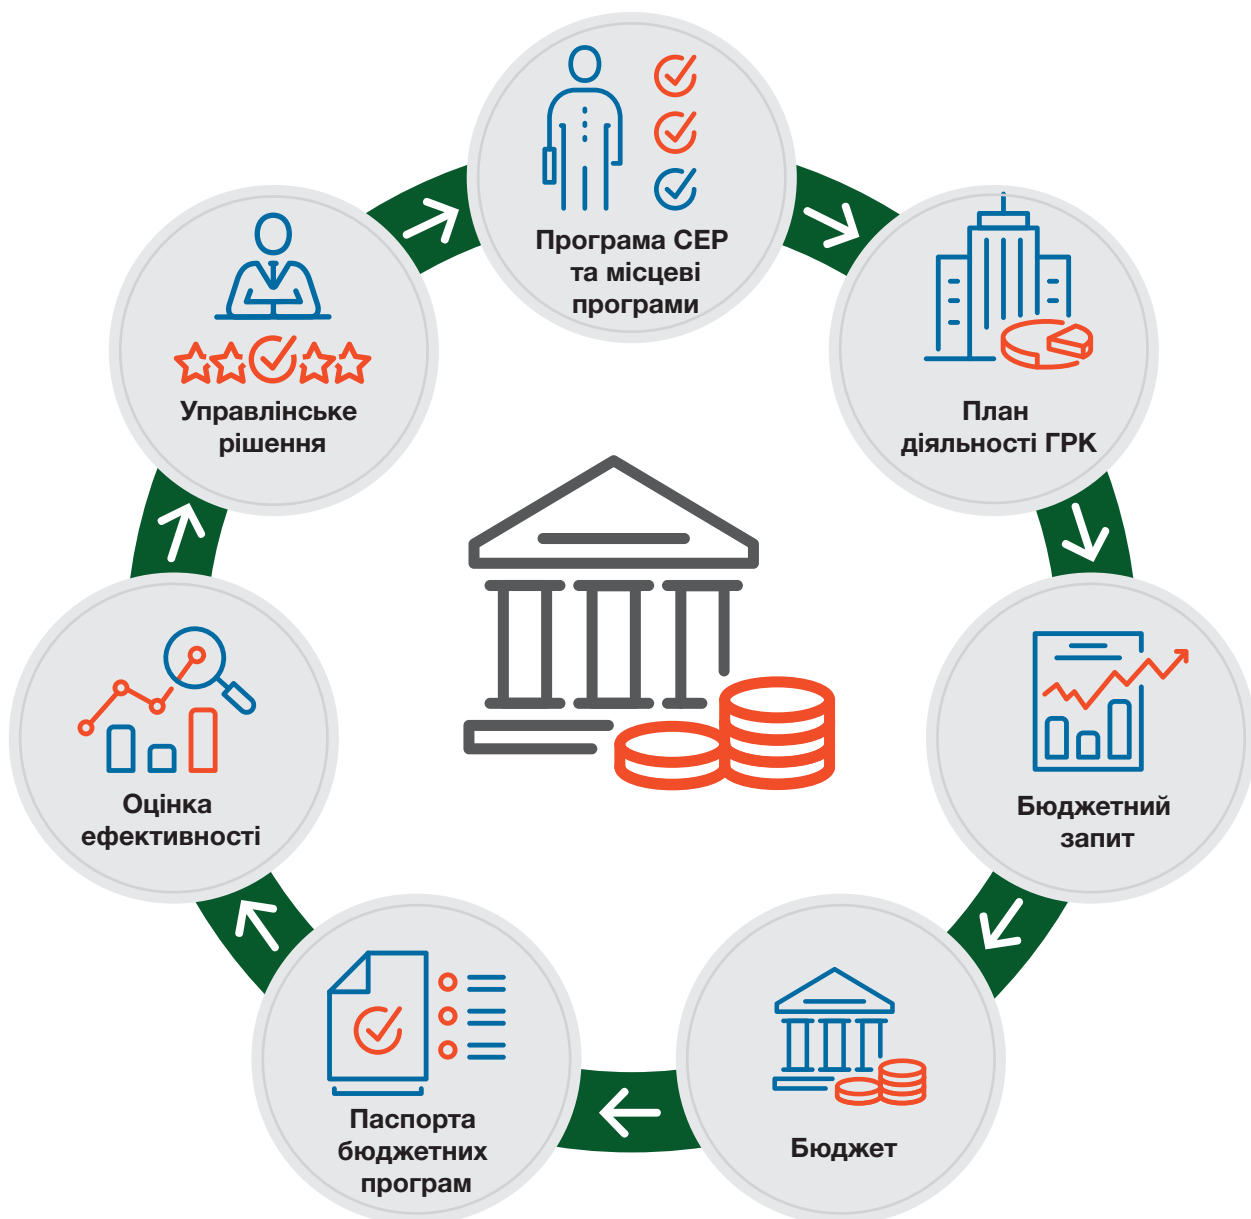 Програма СЕР
та місцеві
програми
План
діяльності ГРК
Бюджетний
запит
Бюджет
Паспорта
бюджетних
програм
Оцінка
ефективності
Управлінське
рішення